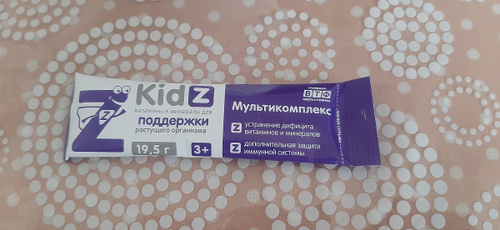 Kid Z
витамины и минералы для
поддержки
растущего организма
19,5 г
3+
ВТФ
Мультикомплекс
Z устранение дефицита
витаминов и минералов
Z дополнительная защита
иммунной системы